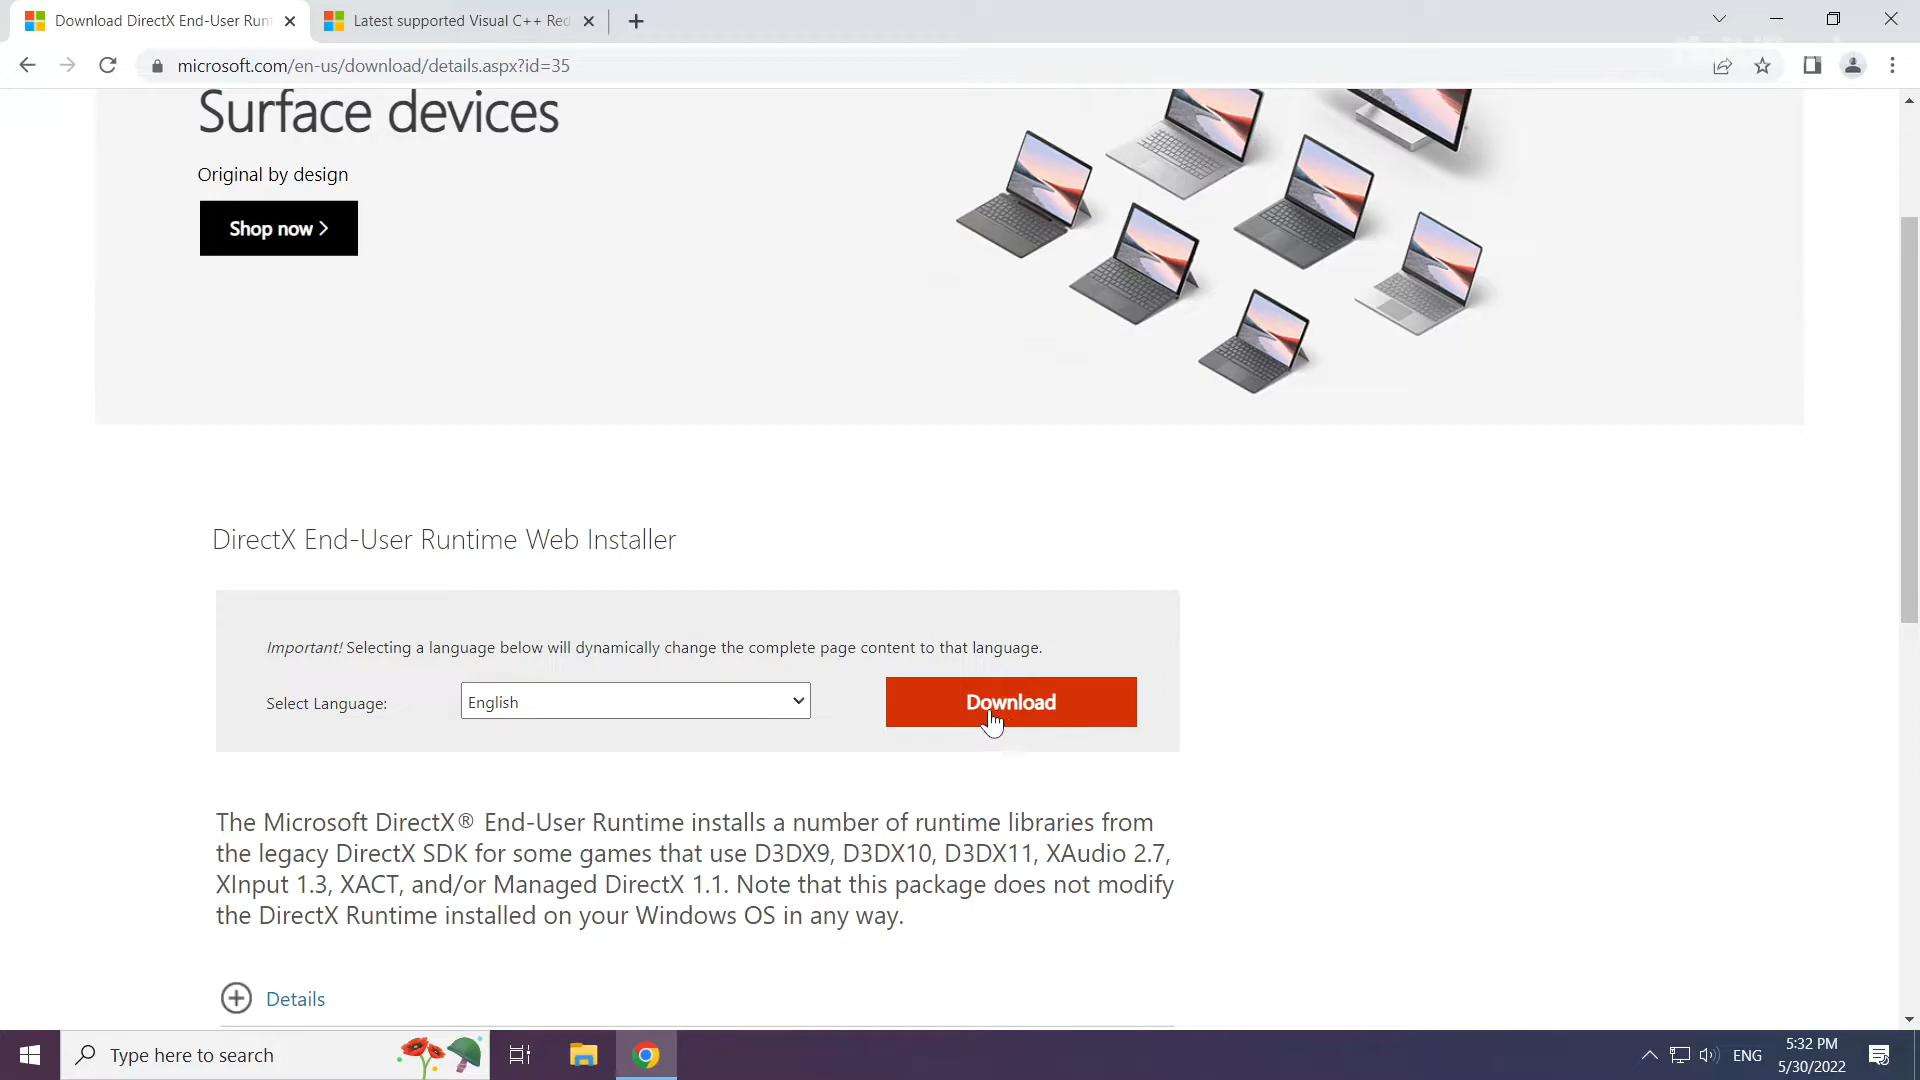 Download DirectX End-User Runt
Latest supported Visual C++ Red
microsoft.com/en-us/download/details.aspx?id=35
Surface devices
Original by design
Shop now
DirectX End-User Runtime Web Installer
Important! Selecting a language below will dynamically change the complete page content to that language.
Select Language:
English
Download
The Microsoft DirectX® End-User Runtime installs a number of runtime libraries from
the legacy DirectX SDK for some games that use D3DX9, D3DX10, D3DX11, XAudio 2.7,
XInput 1.3, XACT, and/or Managed DirectX 1.1. Note that this package does not modify
the DirectX Runtime installed on your Windows OS in any way.
Details
Type here to search
ENG
5:32 PM
5/30/2022